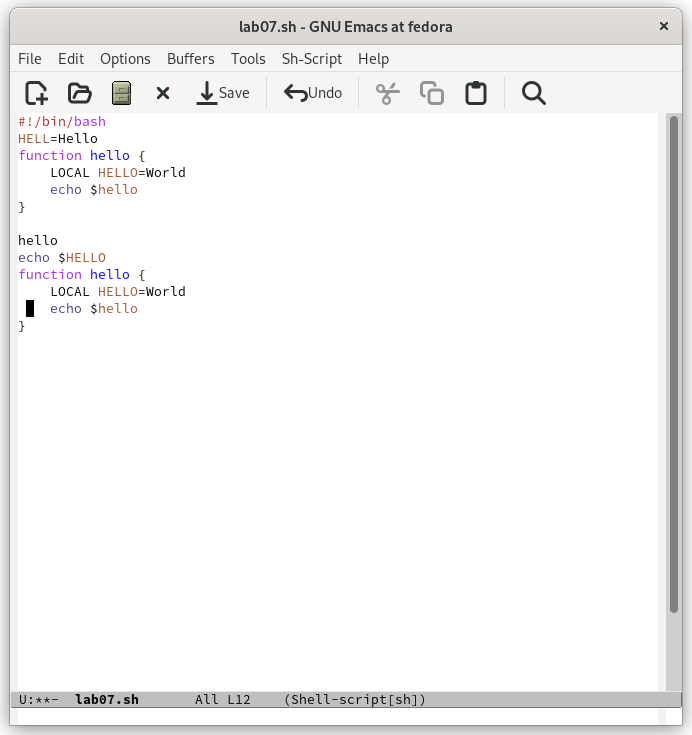 lab07.sh - GNU Emacs at fedora ×
File Edit Options Buffers Tools Sh-Script Help
Save Undo
#!/bin/bash
HELL=Hello
function hello {
    LOCAL HELLO=World
    echo $hello
}

hello
echo $HELLO
function hello {
    LOCAL HELLO=World
    echo $hello
}
U:**- lab07.sh All L12 (Shell-script[sh])